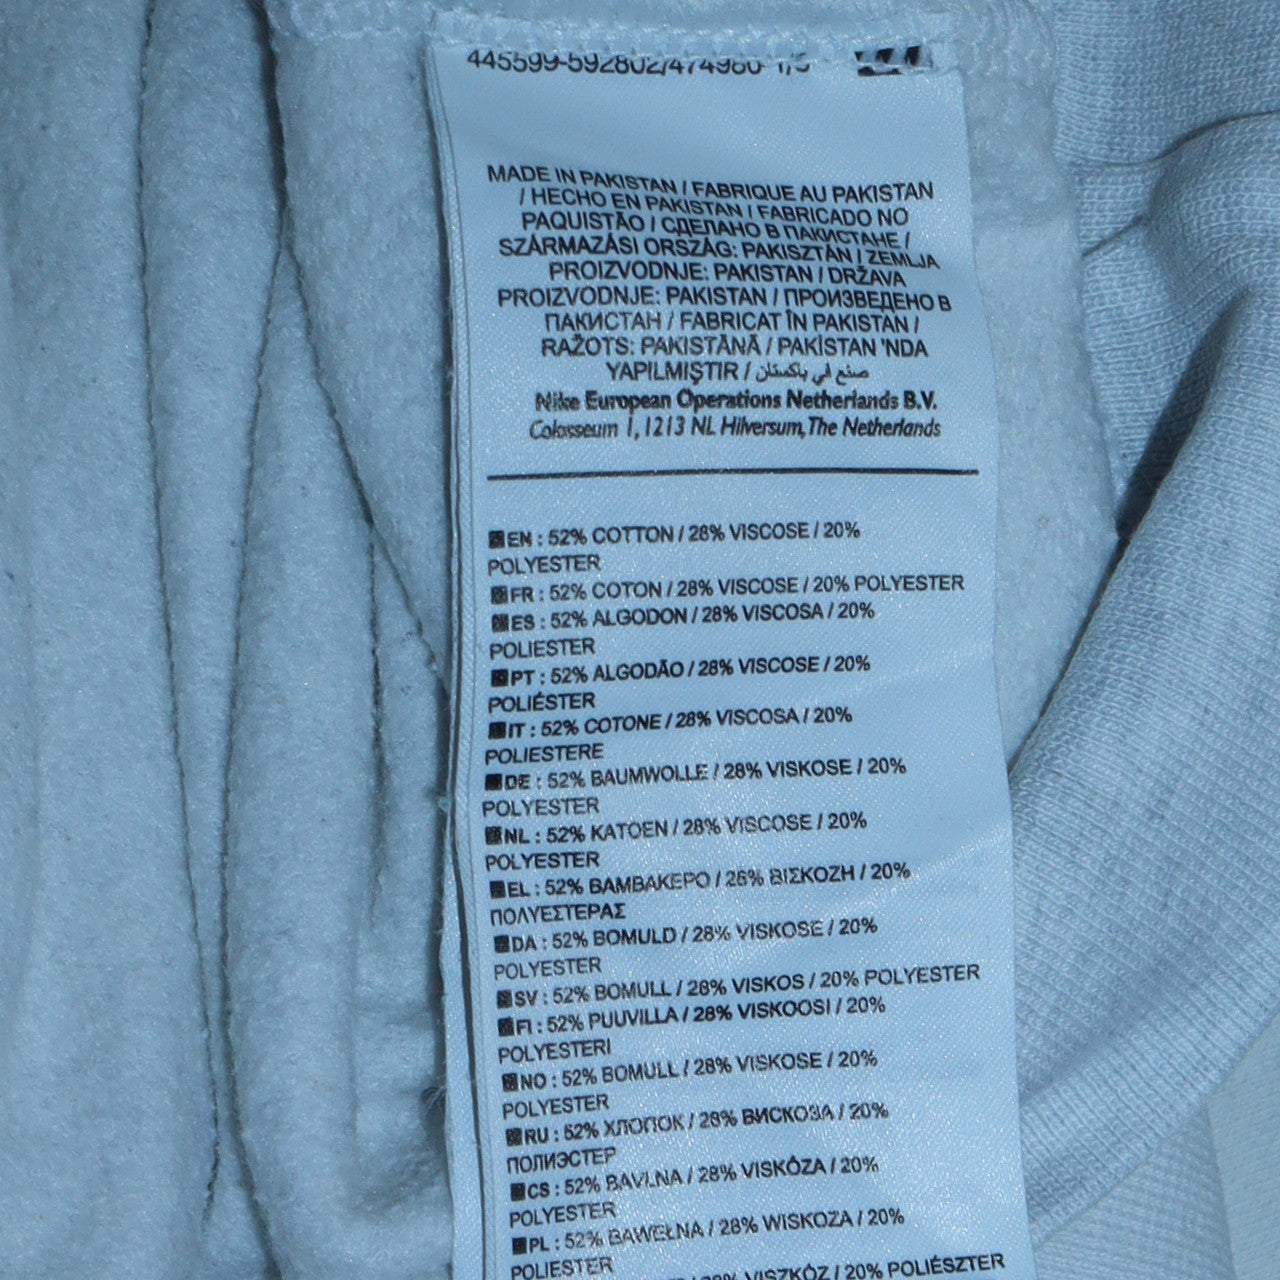 445599-592802/474980 1/5
MADE IN PAKISTAN / FABRIQUE AU PAKISTAN
/ HECHO EN PAKISTAN / FABRICADO NO
PAQUISTÃO / СДЕЛАНО В ПАКИСТАНЕ /
SZÁRMAZÁSI ORSZÁG: PAKISZTÁN / ZEMLJA
PROIZVODNJE: PAKISTAN / DRŽAVA
PROIZVODNJE: PAKISTAN / ПРОИЗВЕДЕНО В
ПАКИСТАН / FABRICAT ÎN PAKISTAN /
RAŽOTS: PAKISTĀNĀ / PAKİSTAN 'NDA
YAPILMIŞTIR / صنع في باكستان
Nike European Operations Netherlands B.V.
Colosseum 1, 1213 NL Hilversum, The Netherlands
EN : 52% COTTON / 28% VISCOSE / 20%
POLYESTER
FR : 52% COTON / 28% VISCOSE / 20% POLYESTER
ES : 52% ALGODON / 28% VISCOSA / 20%
POLIESTER
PT : 52% ALGODÃO / 28% VISCOSE / 20%
POLIÉSTER
IT : 52% COTONE / 28% VISCOSA / 20%
POLIESTERE
DE : 52% BAUMWOLLE / 28% VISKOSE / 20%
POLYESTER
NL : 52% KATOEN / 28% VISCOSE / 20%
POLYESTER
EL : 52% ΒΑΜΒΑΚΕΡΟ / 28% ΒΙΣΚΟΖΗ / 20%
ΠΟΛΥΕΣΤΕΡΑΣ
DA : 52% BOMULD / 28% VISKOSE / 20%
POLYESTER
SV : 52% BOMULL / 28% VISKOS / 20% POLYESTER
FI : 52% PUUVILLA / 28% VISKOOSI / 20%
POLYESTERI
NO : 52% BOMULL / 28% VISKOSE / 20%
POLYESTER
RU : 52% ХЛОПОК / 28% ВИСКОЗА / 20%
ПОЛИЭСТЕР
CS : 52% BAVLNA / 28% VISKÓZA / 20%
POLYESTER
PL : 52% BAWEŁNA / 28% WISKOZA / 20%
POLIESTER
VISZKÓZ / 20% POLIÉSZTER